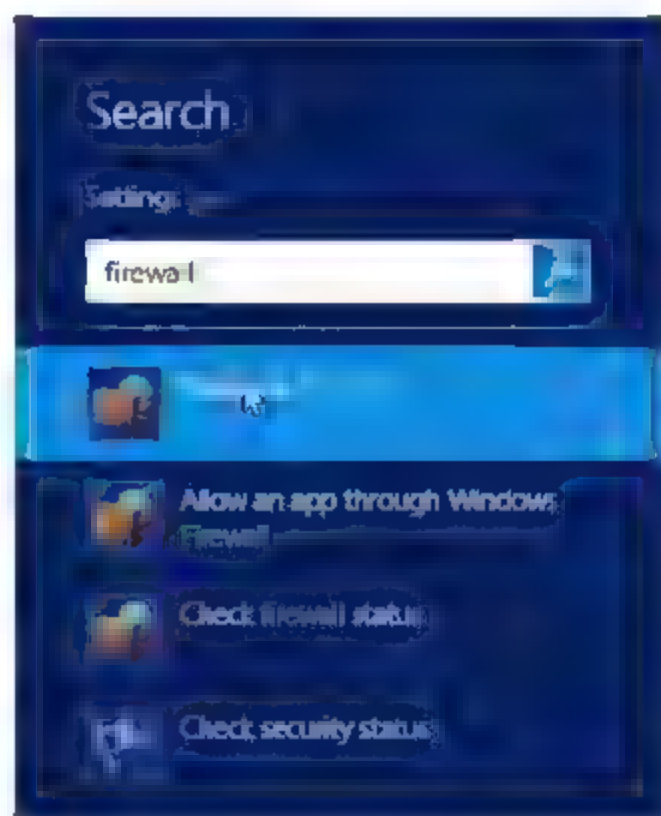 Search
Settings
firewall
Allow an app through Windows
Firewall
Check firewall status
Check security status